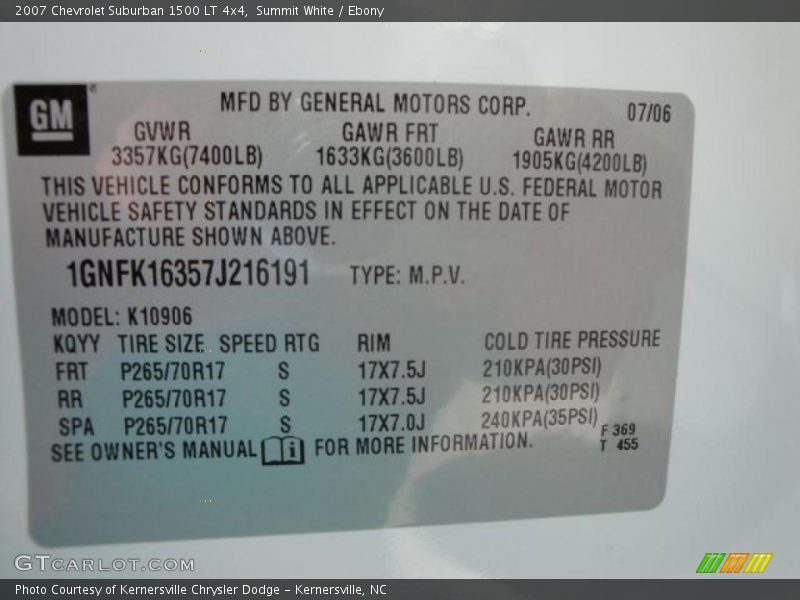 2007 Chevrolet Suburban 1500 LT 4x4, Summit White / Ebony
GM ®
MFD BY GENERAL MOTORS CORP. 07/06
GVWR GAWR FRT GAWR RR
3357KG(7400LB) 1633KG(3600LB) 1905KG(4200LB)
THIS VEHICLE CONFORMS TO ALL APPLICABLE U.S. FEDERAL MOTOR
VEHICLE SAFETY STANDARDS IN EFFECT ON THE DATE OF
MANUFACTURE SHOWN ABOVE.
1GNFK16357J216191 TYPE: M.P.V.
MODEL: K10906
KQYY TIRE SIZE SPEED RTG RIM COLD TIRE PRESSURE
FRT P265/70R17 S 17X7.5J 210KPA(30PSI)
RR P265/70R17 S 17X7.5J 210KPA(30PSI)
SPA P265/70R17 S 17X7.0J 240KPA(35PSI)
SEE OWNER'S MANUAL i FOR MORE INFORMATION.
F 369
T 455
GTCARLOT.COM
Photo Courtesy of Kernersville Chrysler Dodge - Kernersville, NC